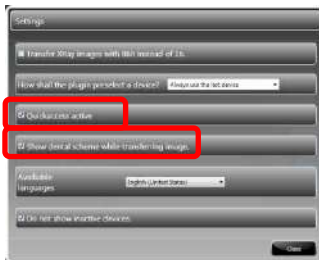 Settings
Transfer XRay images with 8Bit instead of 16.
How shall the plugin preselect a device? Always use the last device
Quickaccess active
Show dental scheme while transferring image.
Available
languages
English (United States)
Do not show inactive devices
Close